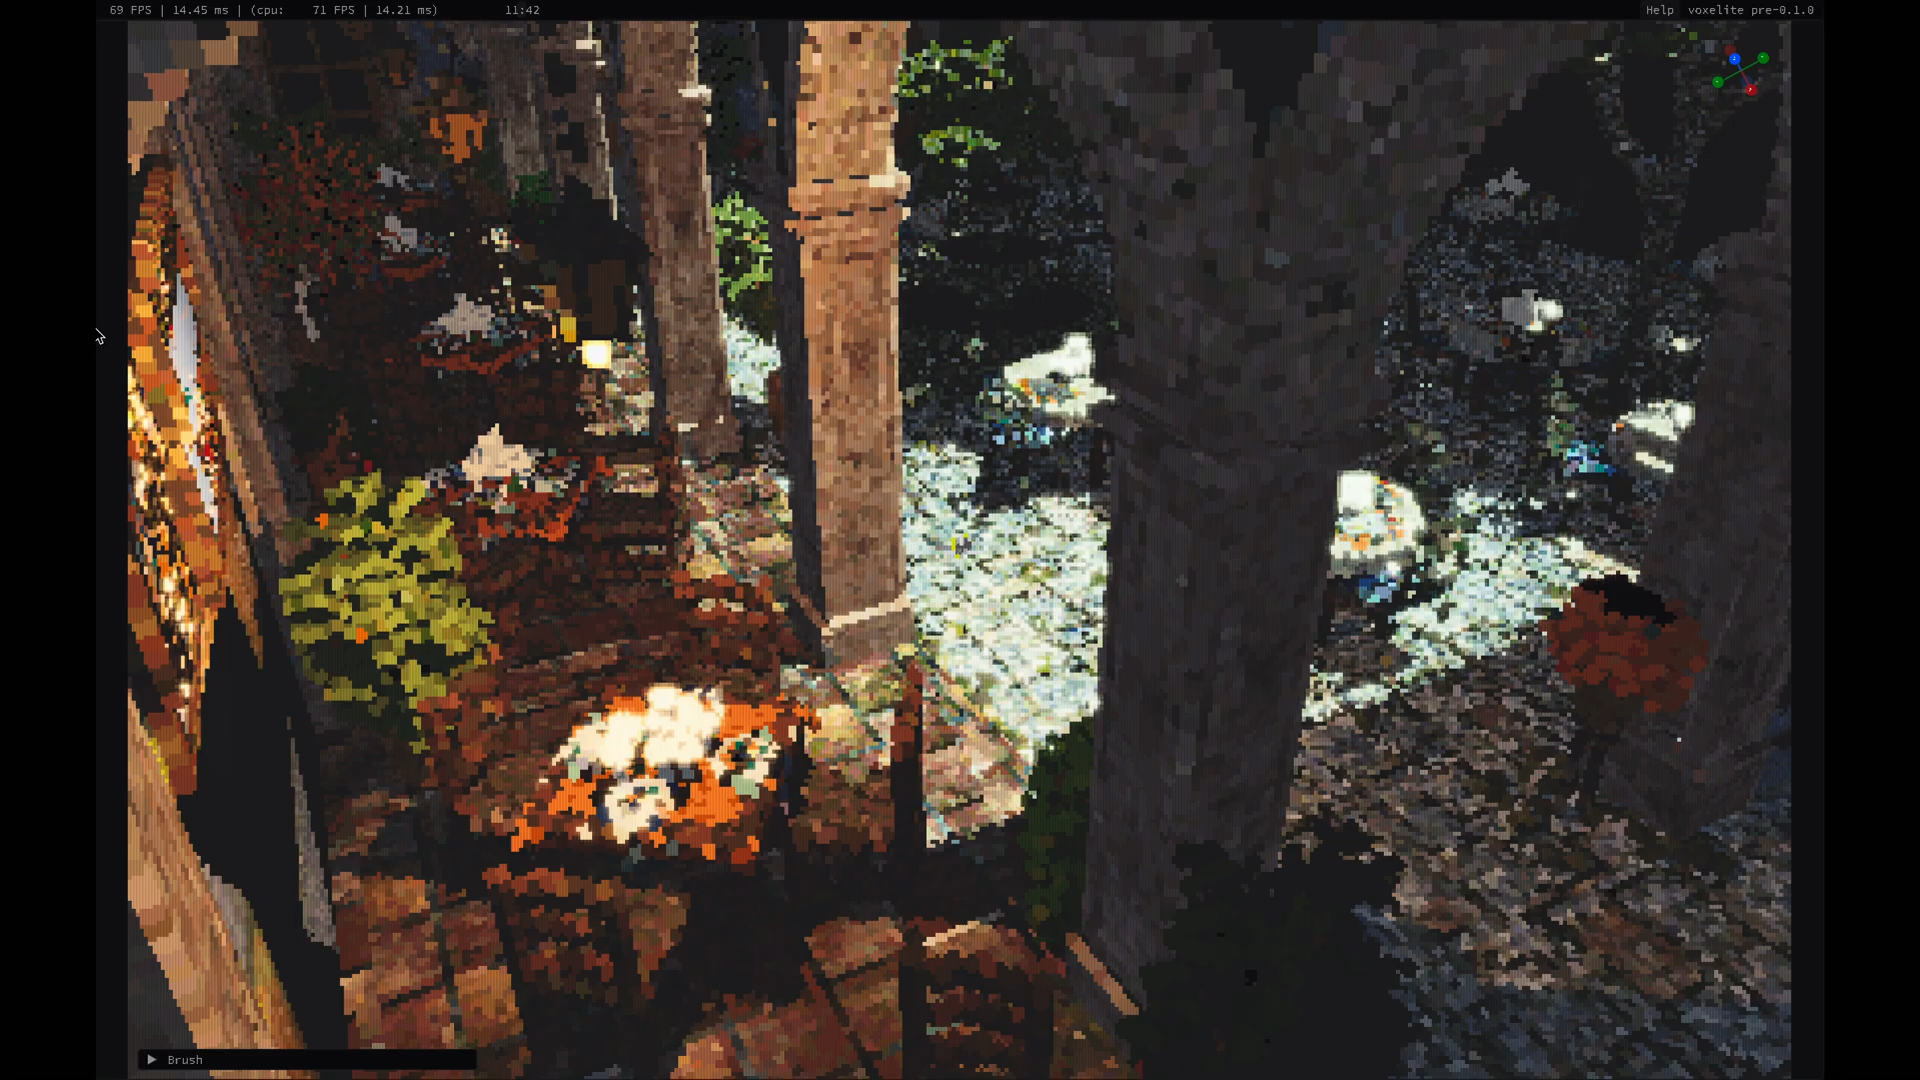 69 FPS | 14.45 ms | (cpu:    71 FPS | 14.21 ms)    11:42    Help    voxelite pre-0.1.0
Brush